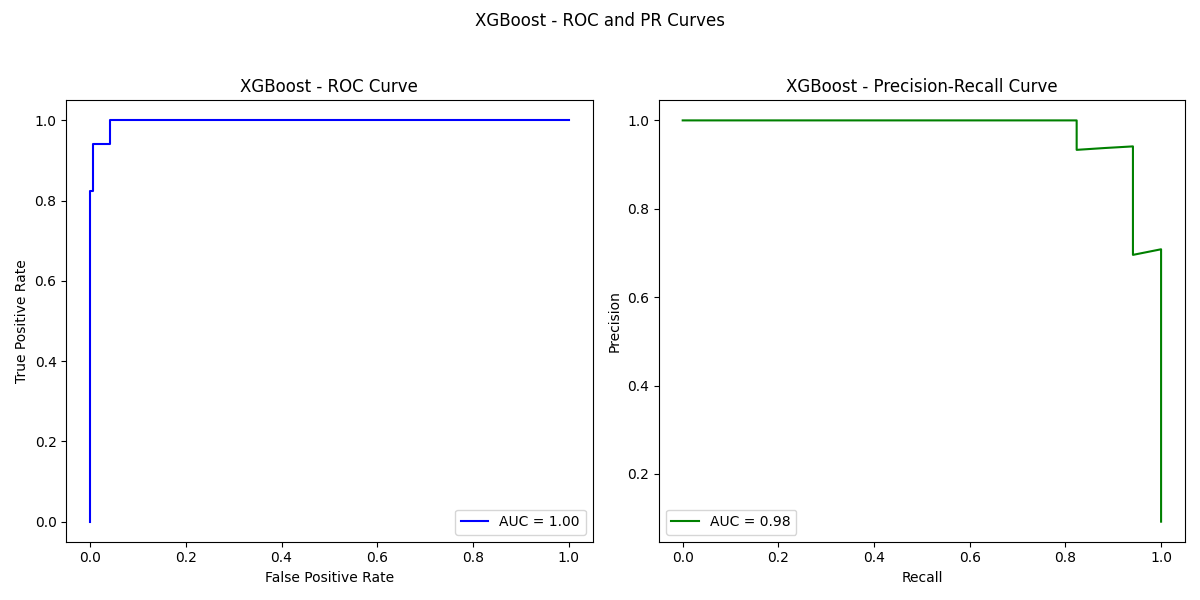 XGBoost - ROC and PR Curves
XGBoost - ROC Curve
True Positive Rate
1.0
0.8
0.6
0.4
0.2
0.0
0.0 0.2 0.4 0.6 0.8 1.0
False Positive Rate
AUC = 1.00
XGBoost - Precision-Recall Curve
Precision
1.0
0.8
0.6
0.4
0.2
0.0 0.2 0.4 0.6 0.8 1.0
Recall
AUC = 0.98